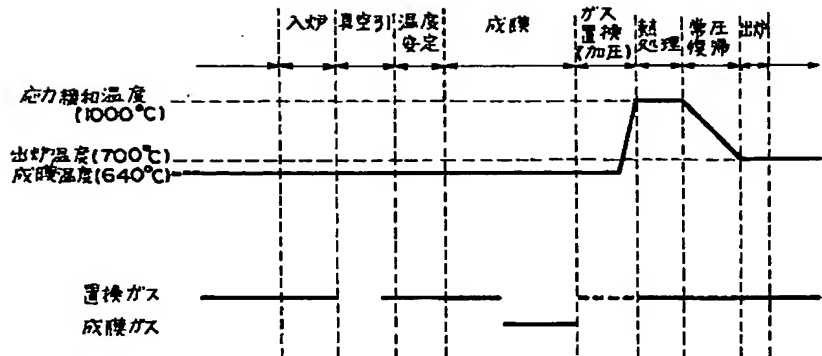 入炉
真空引
温度
安定
成膜
ガス
置換
(加圧)
熱
処理
常圧
復帰
出炉
応力緩和温度
(1000°C)
出炉温度(700°C)
成膜温度(640°C)
置換ガス
成膜ガス